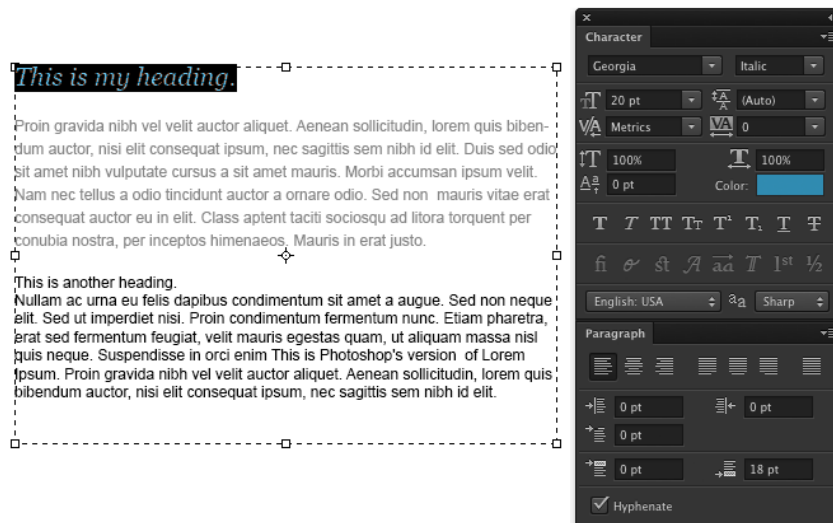 Character
Georgia
Italic
20 pt
(Auto)
Metrics
0
100%
100%
0 pt
Color:
T T TT Tᴛ T¹ T₁ T T
fi st A aa T 1st ½
English: USA
aa
Sharp
Paragraph
0 pt
0 pt
0 pt
0 pt
18 pt
Hyphenate
This is my heading.
Proin gravida nibh vel velit auctor aliquet. Aenean sollicitudin, lorem quis biben-
dum auctor, nisi elit consequat ipsum, nec sagittis sem nibh id elit. Duis sed odio
sit amet nibh vulputate cursus a sit amet mauris. Morbi accumsan ipsum velit.
Nam nec tellus a odio tincidunt auctor a ornare odio. Sed non  mauris vitae erat
consequat auctor eu in elit. Class aptent taciti sociosqu ad litora torquent per
conubia nostra, per inceptos himenaeos. Mauris in erat justo.
This is another heading.
Nullam ac urna eu felis dapibus condimentum sit amet a augue. Sed non neque
elit. Sed ut imperdiet nisi. Proin condimentum fermentum nunc. Etiam pharetra,
erat sed fermentum feugiat, velit mauris egestas quam, ut aliquam massa nisl
quis neque. Suspendisse in orci enim This is Photoshop's version  of Lorem
Ipsum. Proin gravida nibh vel velit auctor aliquet. Aenean sollicitudin, lorem quis
bibendum auctor, nisi elit consequat ipsum, nec sagittis sem nibh id elit.